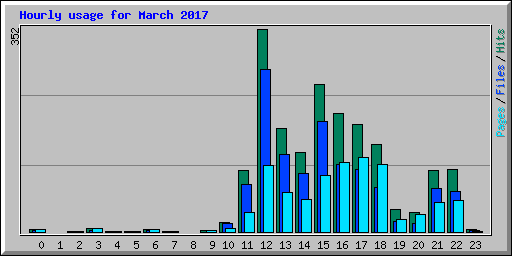 Hourly usage for March 2017
352
Pages/Files/Hits
0 1 2 3 4 5 6 7 8 9 10 11 12 13 14 15 16 17 18 19 20 21 22 23